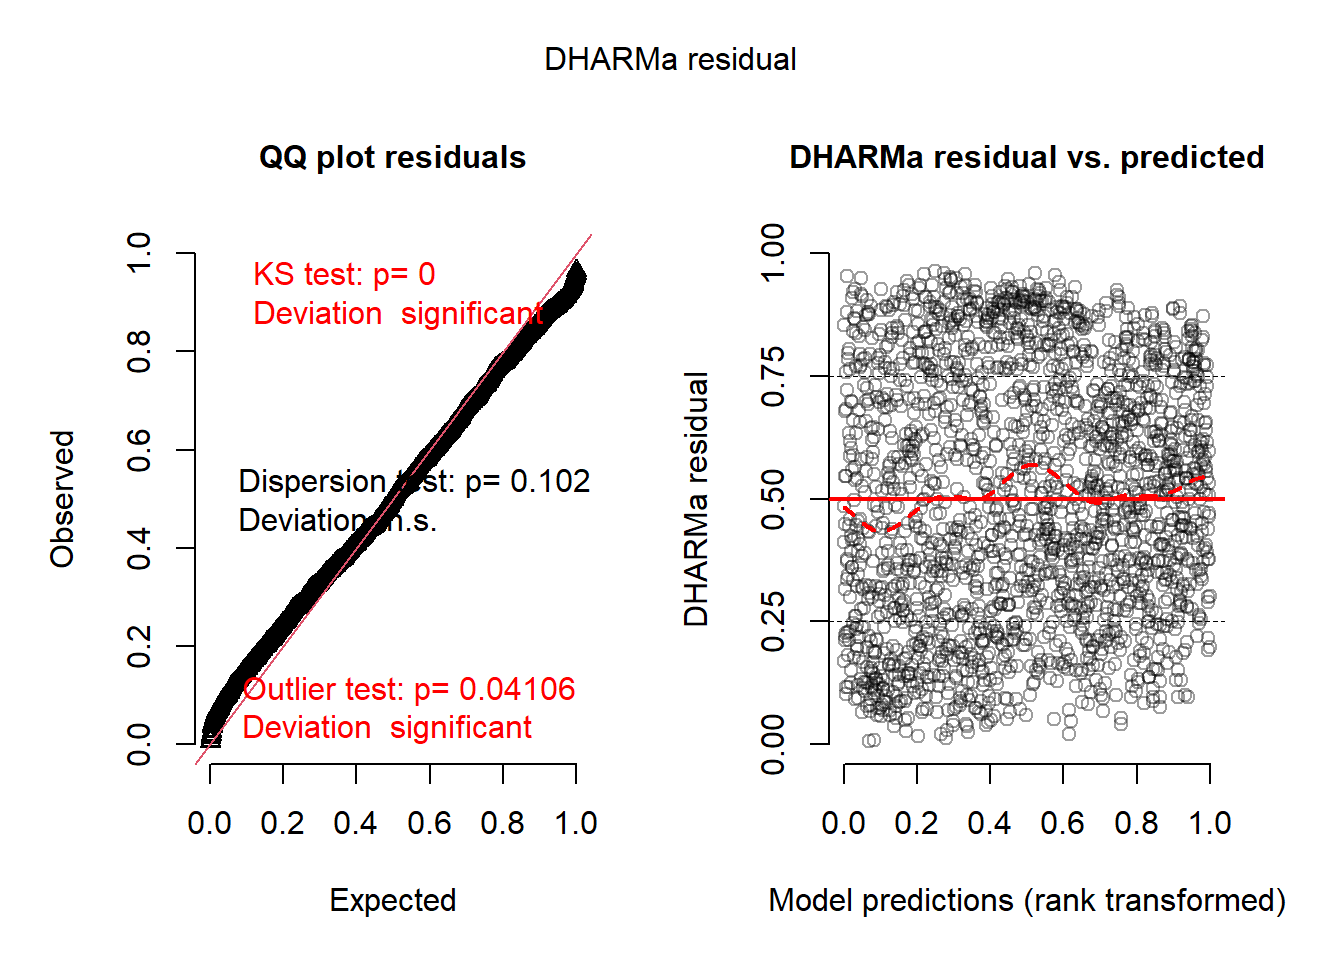 DHARMa residual
QQ plot residuals
KS test: p= 0
Deviation  significant
Dispersion test: p= 0.102
Deviation n.s.
Outlier test: p= 0.04106
Deviation  significant
Observed
0.0 0.2 0.4 0.6 0.8 1.0
0.0 0.2 0.4 0.6 0.8 1.0
Expected
DHARMa residual vs. predicted
DHARMa residual
0.00 0.25 0.50 0.75 1.00
0.0 0.2 0.4 0.6 0.8 1.0
Model predictions (rank transformed)